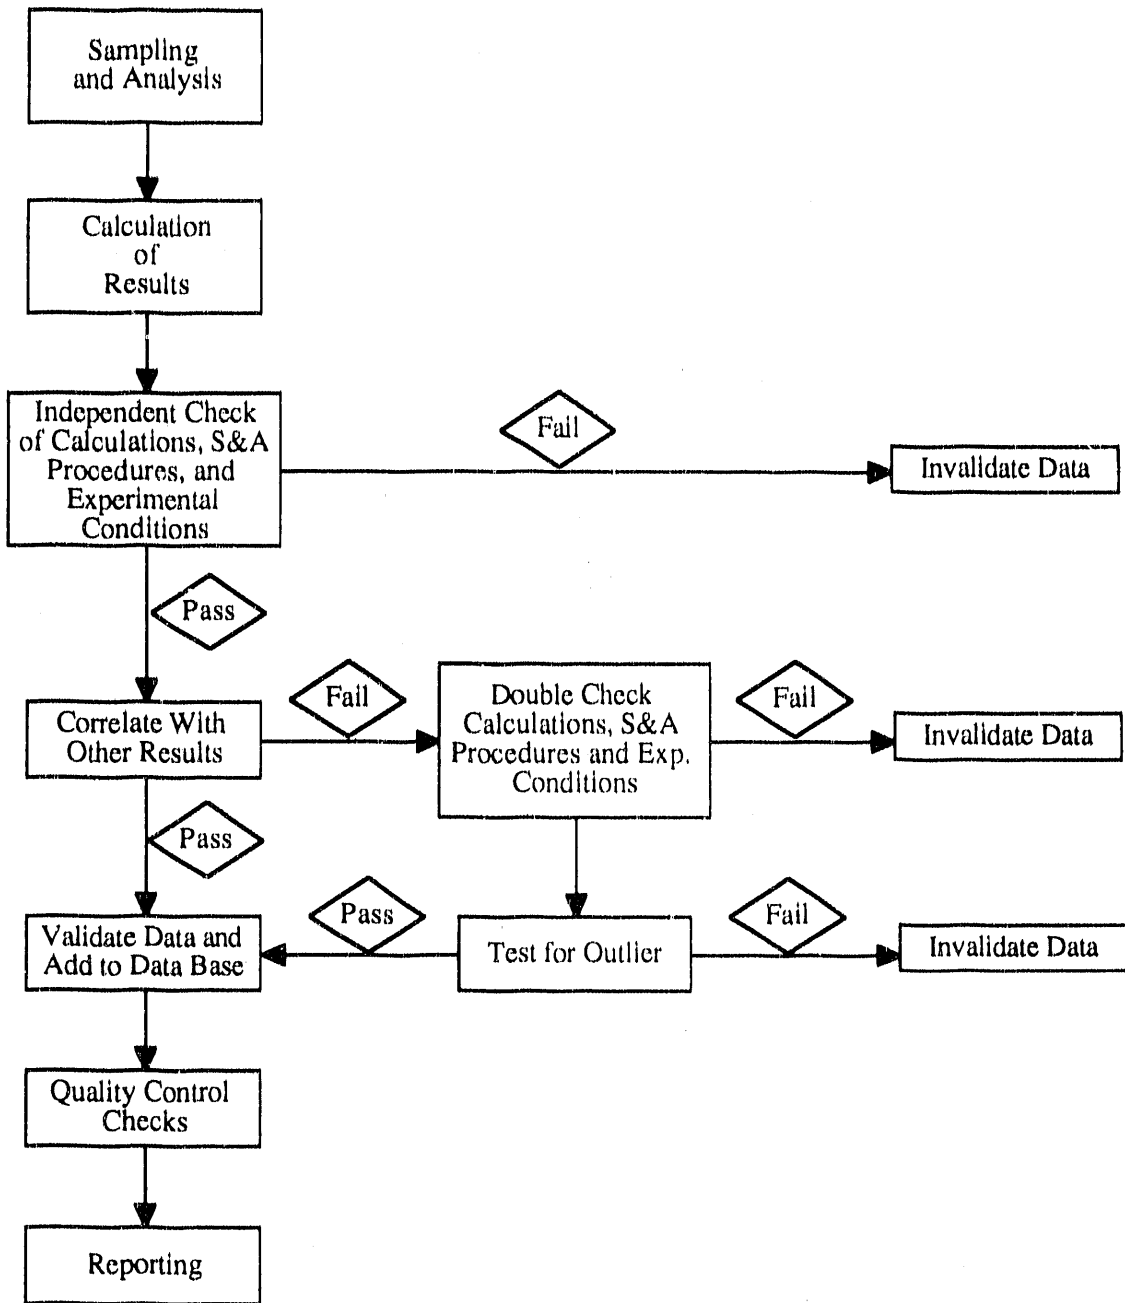 Sampling
and Analysis
Calculation
of
Results
Independent Check
of Calculations, S&A
Procedures, and
Experimental
Conditions
Fail
Invalidate Data
Pass
Correlate With
Other Results
Fail
Double Check
Calculations, S&A
Procedures and Exp.
Conditions
Fail
Invalidate Data
Pass
Validate Data and
Add to Data Base
Pass
Test for Outlier
Fail
Invalidate Data
Quality Control
Checks
Reporting